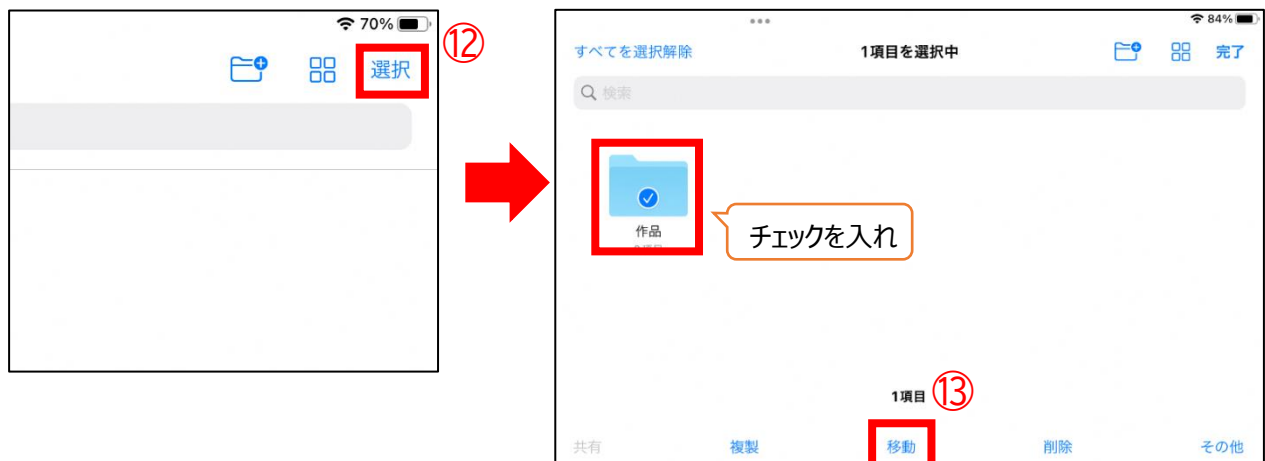 70%
⑫
選択
84%
すべてを選択解除
1項目を選択中
完了
検索
作品
チェックを入れ
1項目
⑬
共有
複製
移動
削除
その他